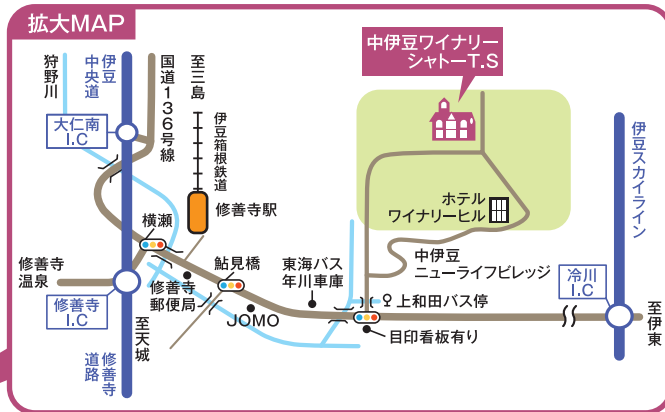 拡大MAP
狩野川
伊豆
中央道
国道136号線
至三島
伊豆箱根鉄道
中伊豆ワイナリー
シャトーT.S
大仁南
I.C
修善寺駅
横瀬
ホテル
ワイナリーヒル
伊豆スカイライン
修善寺
温泉
鮎見橋
東海バス
年川車庫
中伊豆
ニューライフビレッジ
冷川
I.C
修善寺
郵便局
上和田バス停
修善寺
I.C
JOMO
目印看板有り
至天城
修善寺
道路
至伊東